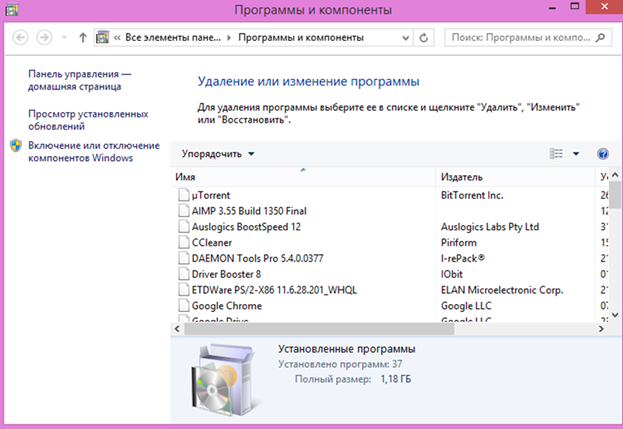 Программы и компоненты
« Все элементы пане... Программы и компоненты
Поиск: Программы и компо...
Панель управления —
домашняя страница
Просмотр установленных
обновлений
Включение или отключение
компонентов Windows
Удаление или изменение программы
Для удаления программы выберите ее в списке и щелкните "Удалить", "Изменить"
или "Восстановить".
Упорядочить
Имя Издатель
µTorrent BitTorrent Inc. 26
AIMP 3.55 Build 1350 Final 12
Auslogics BoostSpeed 12 Auslogics Labs Pty Ltd 31
CCleaner Piriform 15
DAEMON Tools Pro 5.4.0.0377 I-rePack® 21
Driver Booster 8 IObit 01
ETDWare PS/2-X86 11.6.28.201_WHQL ELAN Microelectronic Corp. 21
Google Chrome Google LLC 07
Google Drive Google LLC
Установленные программы
Установлено программ: 37
Полный размер: 1,18 ГБ